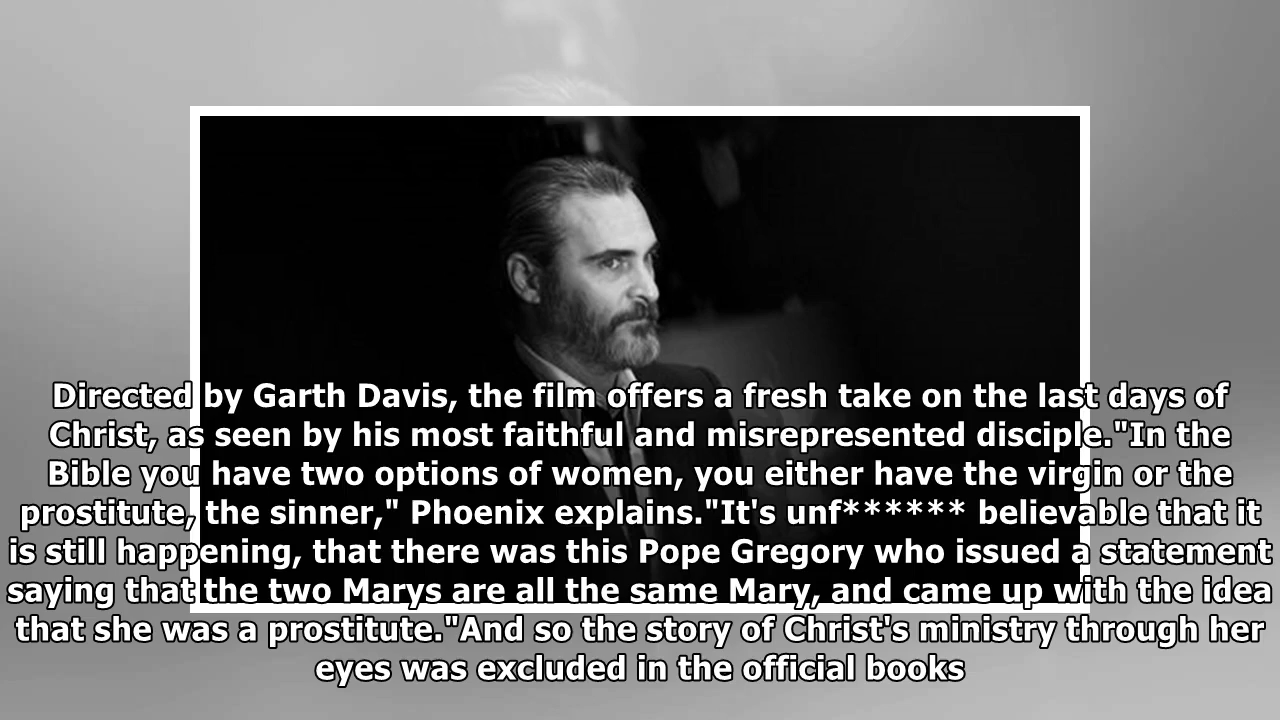 Directed by Garth Davis, the film offers a fresh take on the last days of
Christ, as seen by his most faithful and misrepresented disciple."In the
Bible you have two options of women, you either have the virgin or the
prostitute, the sinner," Phoenix explains."It's unf****** believable that it
is still happening, that there was this Pope Gregory who issued a statement
saying that the two Marys are all the same Mary, and came up with the idea
that she was a prostitute."And so the story of Christ's ministry through her
eyes was excluded in the official books